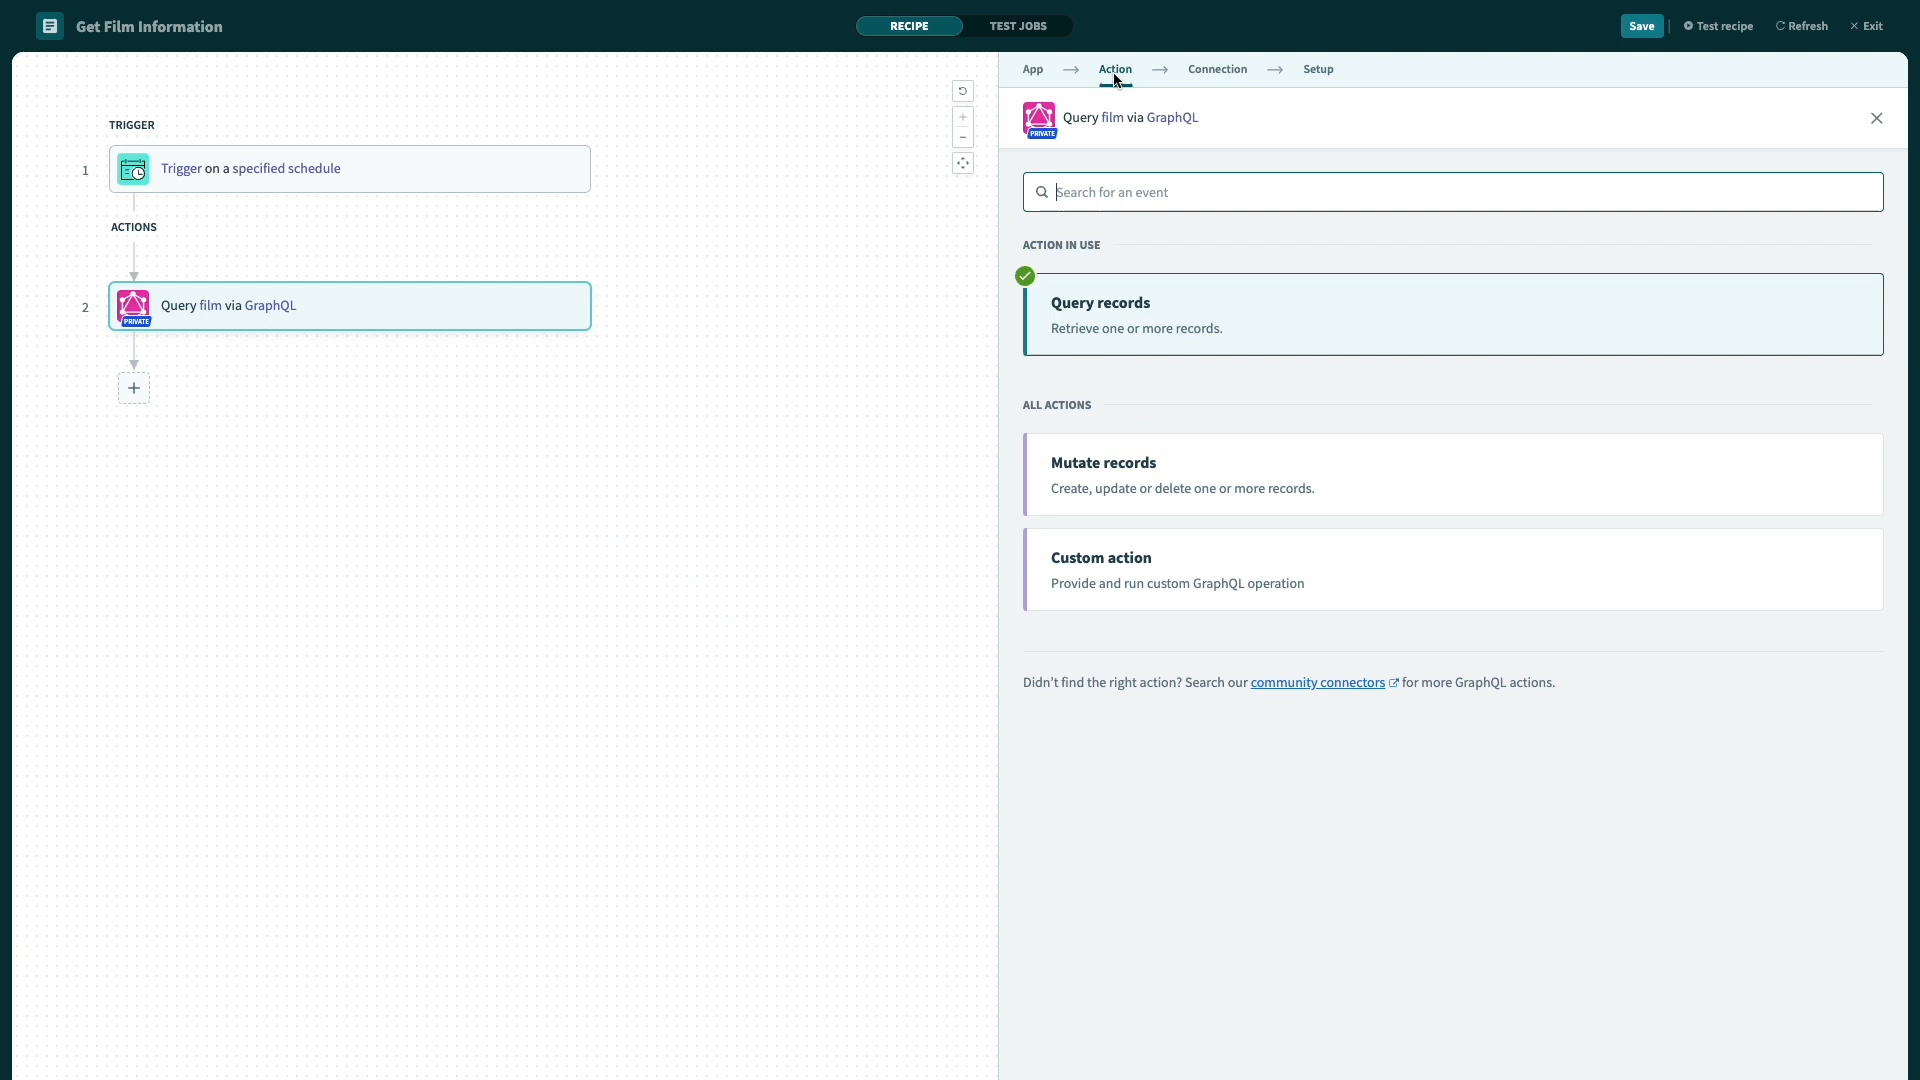 Get Film Information
RECIPE
TEST JOBS
Save
Test recipe
Refresh
Exit
App
Action
Connection
Setup
PRIVATE
Query film via GraphQL
TRIGGER
1
Trigger on a specified schedule
ACTIONS
2
PRIVATE
Query film via GraphQL
Search for an event
ACTION IN USE
Query records
Retrieve one or more records.
ALL ACTIONS
Mutate records
Create, update or delete one or more records.
Custom action
Provide and run custom GraphQL operation
Didn't find the right action? Search our community connectors for more GraphQL actions.